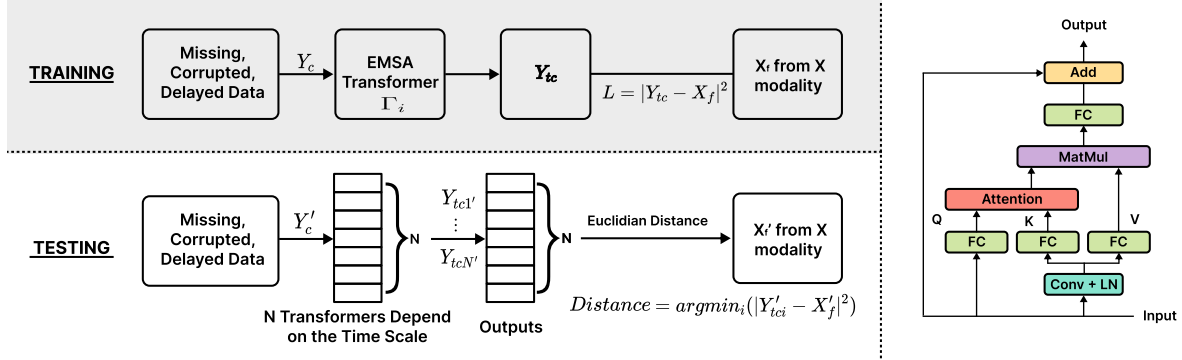 TRAINING
Missing,
Corrupted,
Delayed Data
Y_c
EMSA
Transformer
Γ_i
Y_tc
L = |Y_tc − X_f|²
X_f from X
modality
TESTING
Missing,
Corrupted,
Delayed Data
Y′_c
N
N Transformers Depend
on the Time Scale
Y_tc1′
⋮
Y_tcN′
N
Outputs
Euclidian Distance
X_f′ from X
modality
Distance = argmin_i(|Y′_tci − X′_f|²)
Output
Add
FC
MatMul
Attention
Q
K
V
FC
FC
FC
Conv + LN
Input